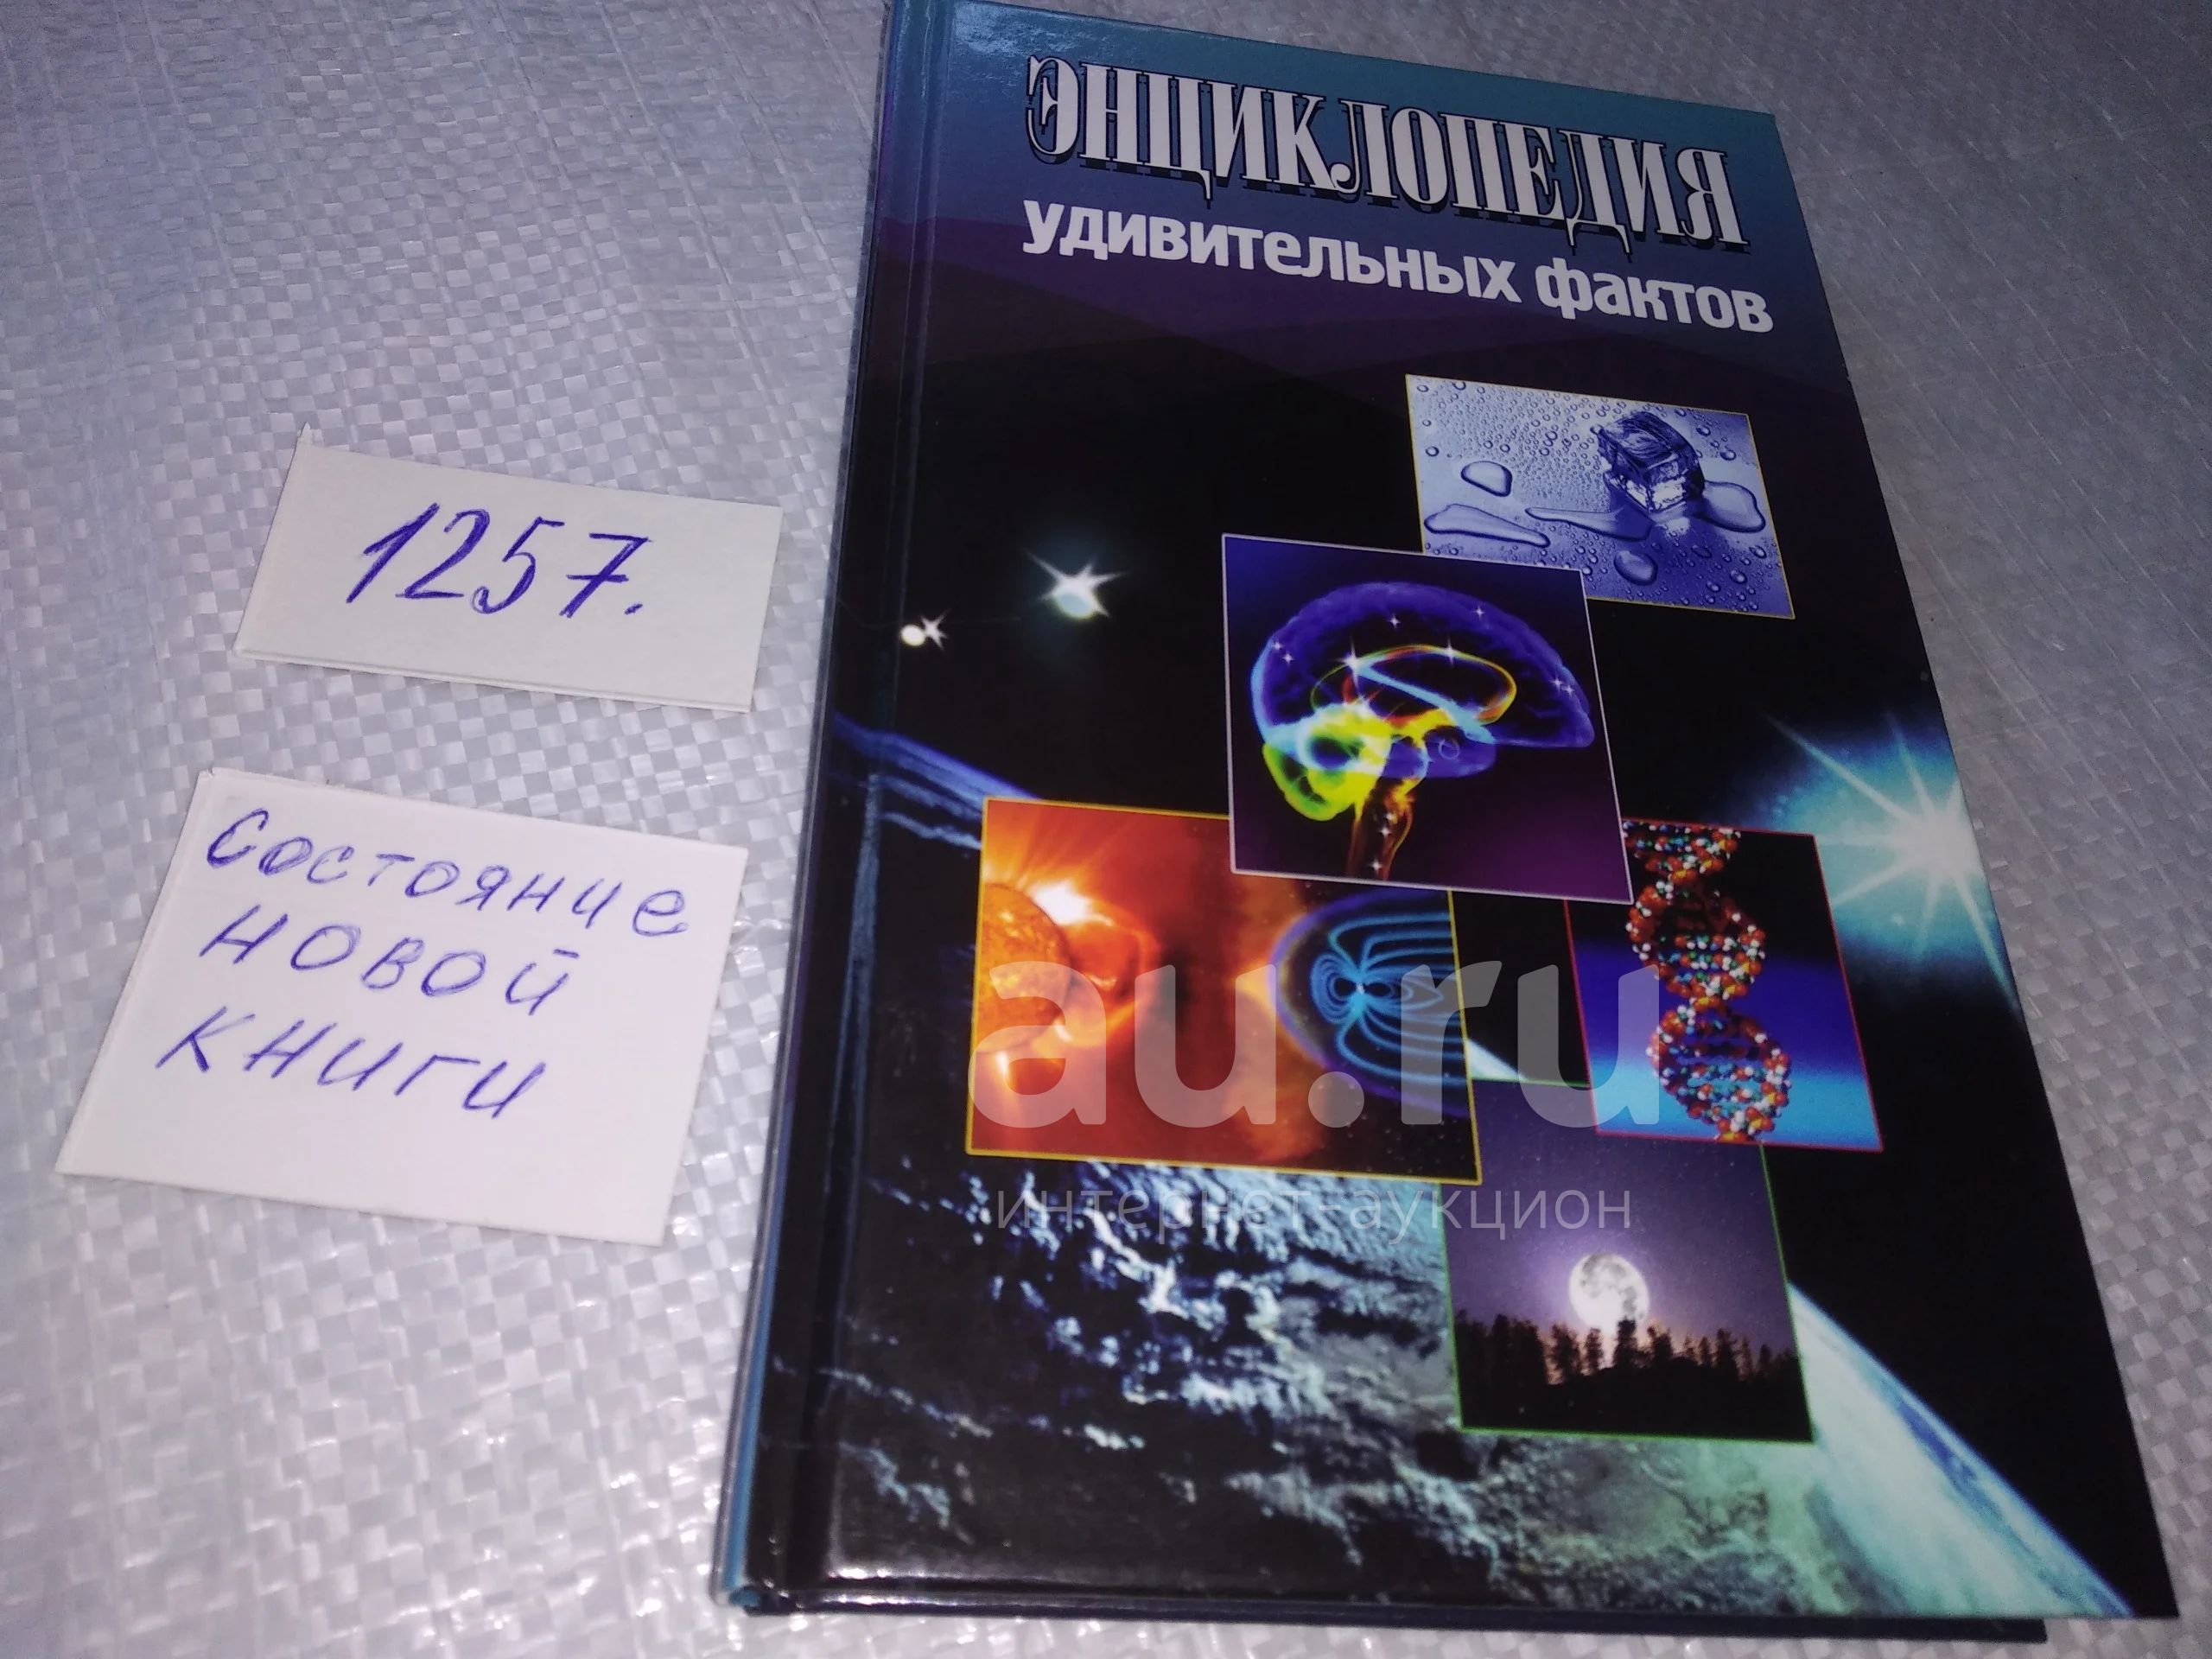 ЭНЦИКЛОПЕДИЯ
удивительных фактов
1257.
Состояние
новой
книги
au.ru
интернет-аукцион